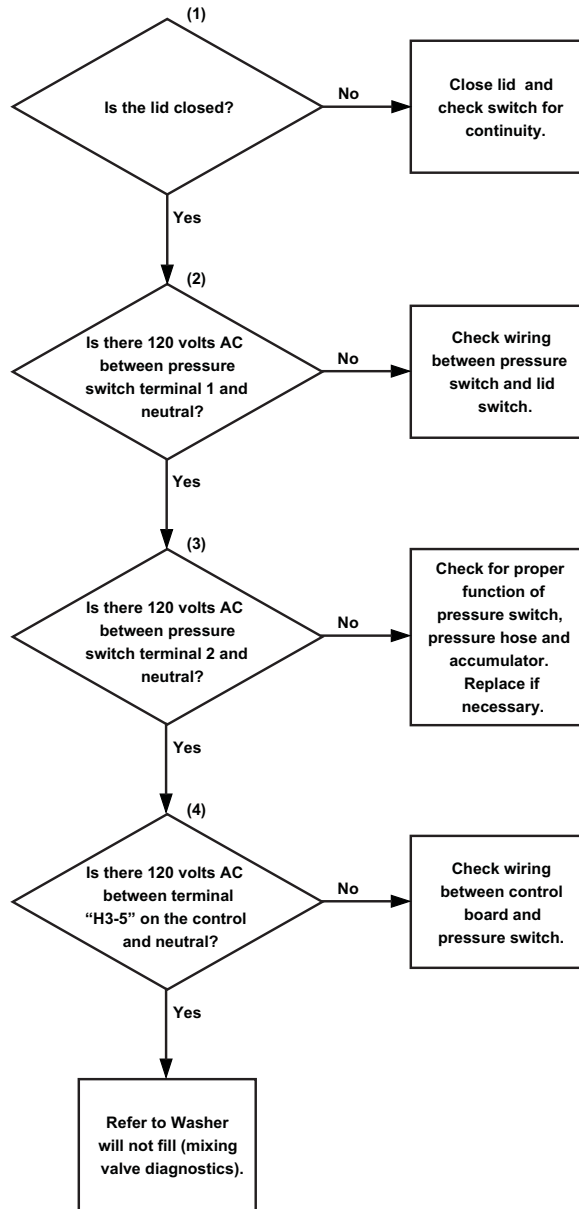 (1)
Is the lid closed?
No
Close lid and
check switch for
continuity.
Yes
(2)
Is there 120 volts AC
between pressure
switch terminal 1 and
neutral?
No
Check wiring
between pressure
switch and lid
switch.
Yes
(3)
Is there 120 volts AC
between pressure
switch terminal 2 and
neutral?
No
Check for proper
function of
pressure switch,
pressure hose and
accumulator.
Replace if
necessary.
Yes
(4)
Is there 120 volts AC
between terminal
“H3-5” on the control
and neutral?
No
Check wiring
between control
board and
pressure switch.
Yes
Refer to Washer
will not fill (mixing
valve diagnostics).